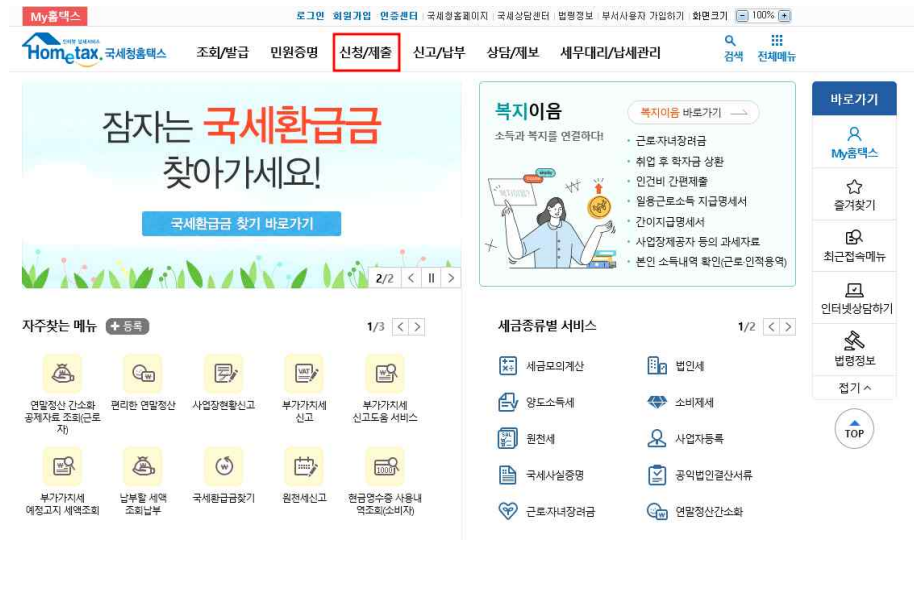 My홈택스
로그인 회원가입 인증센터 국세청홈페이지 국세상담센터 법령정보 부서사용자 가입하기 화면크기 - 100% +
Hometax. 국세청홈택스
조회/발급 민원증명 신청/제출 신고/납부 상담/제보 세무대리/납세관리
검색 전체메뉴
잠자는 국세환급금
찾아가세요!
국세환급금 찾기 바로가기
2/2 < II >
복지이음
복지이음 바로가기
소득과 복지를 연결하다!
· 근로·자녀장려금
· 취업 후 학자금 상환
· 인건비 간편제출
· 일용근로소득 지급명세서
· 간이지급명세서
· 사업장제공자 등의 과세자료
· 본인 소득내역 확인(근로·인적용역)
바로가기
My홈택스
즐겨찾기
최근접속메뉴
인터넷상담하기
법령정보
접기 ^
TOP
자주찾는 메뉴 + 등록 1/3 < >
연말정산 간소화
공제자료 조회(근로
자)
편리한 연말정산
사업장현황신고
부가가치세
신고
부가가치세
신고도움 서비스
부가가치세
예정고지 세액조회
납부할 세액
조회납부
국세환급금찾기
원천세신고
현금영수증 사용내
역조회(소비자)
세금종류별 서비스 1/2 < >
세금모의계산
법인세
양도소득세
소비제세
원천세
사업자등록
국세사실증명
공익법인결산서류
근로·자녀장려금
연말정산간소화